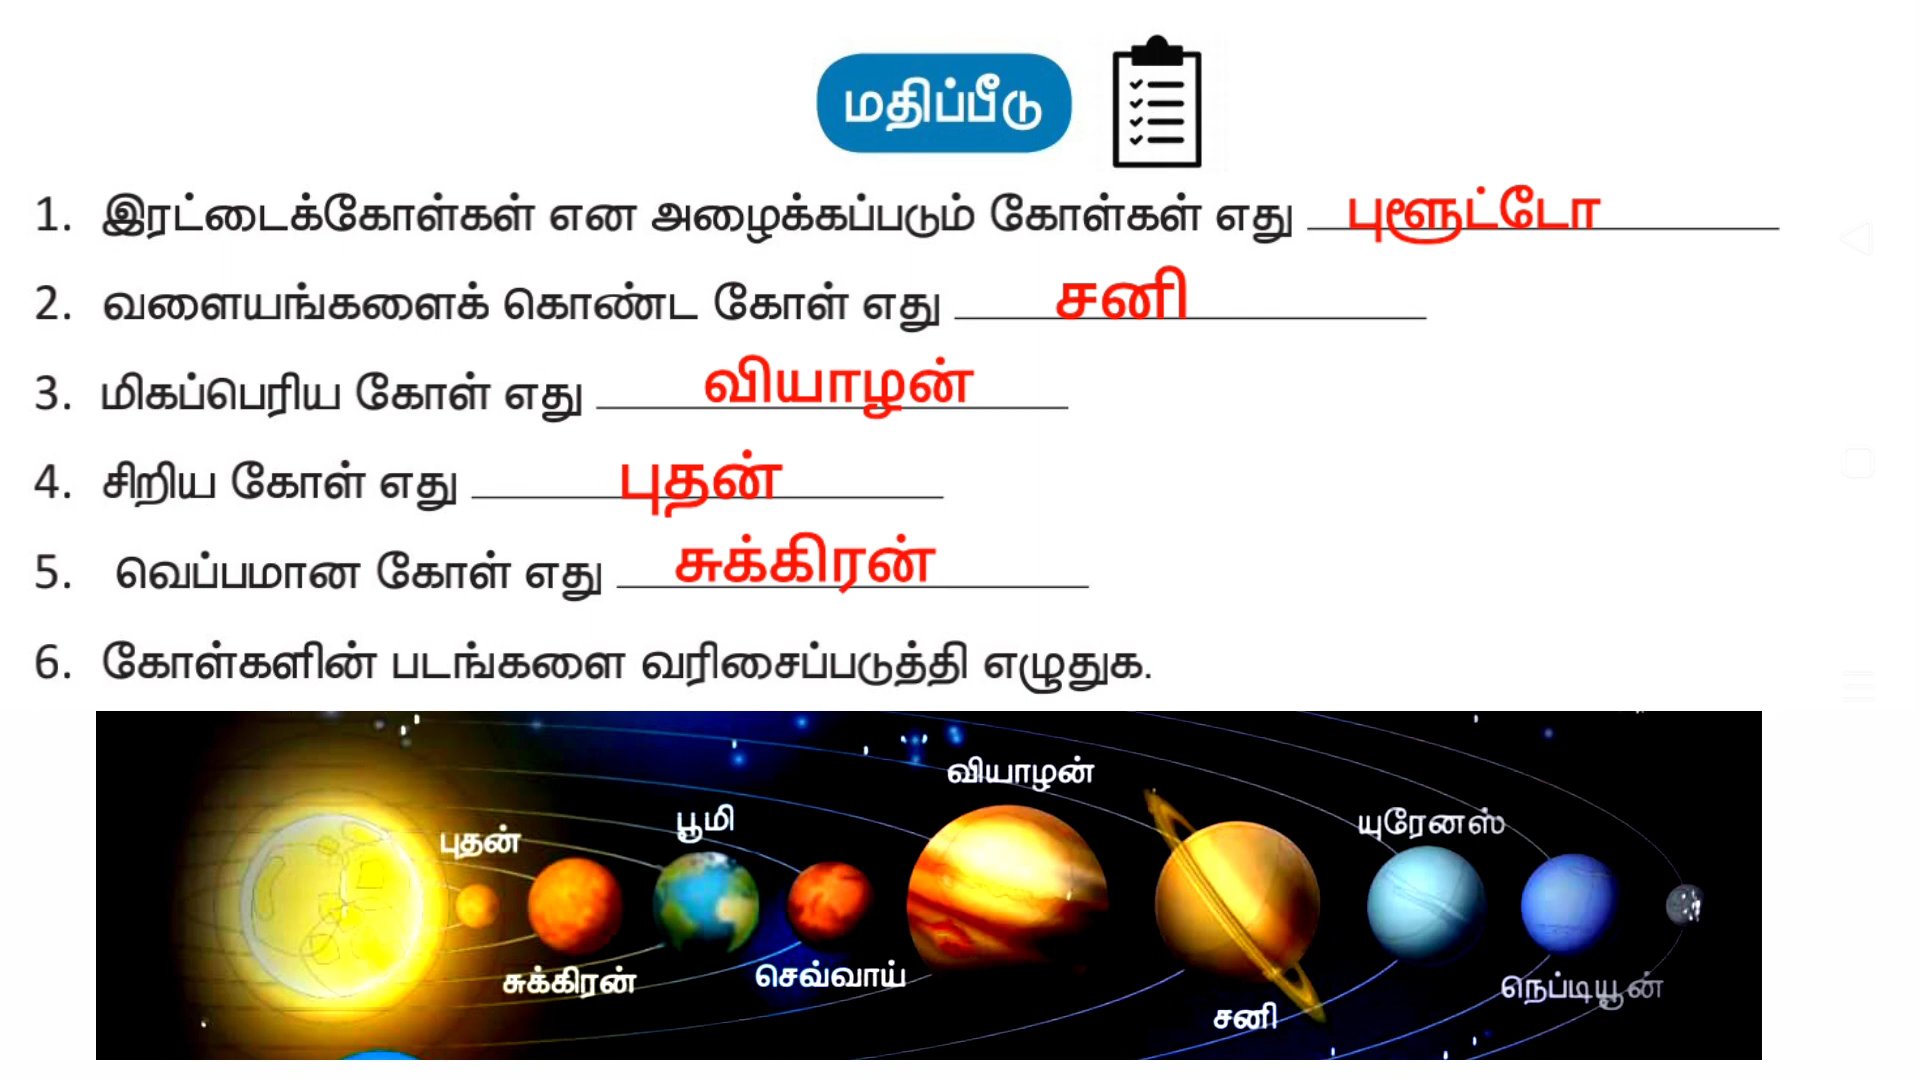 மதிப்பீடு
1. இரட்டைக்கோள்கள் என அழைக்கப்படும் கோள்கள் எது புளூட்டோ
2. வளையங்களைக் கொண்ட கோள் எது சனி
3. மிகப்பெரிய கோள் எது வியாழன்
4. சிறிய கோள் எது புதன்
5. வெப்பமான கோள் எது சுக்கிரன்
6. கோள்களின் படங்களை வரிசைப்படுத்தி எழுதுக.
புதன்
சுக்கிரன்
பூமி
செவ்வாய்
வியாழன்
சனி
யுரேனஸ்
நெப்டியூன்